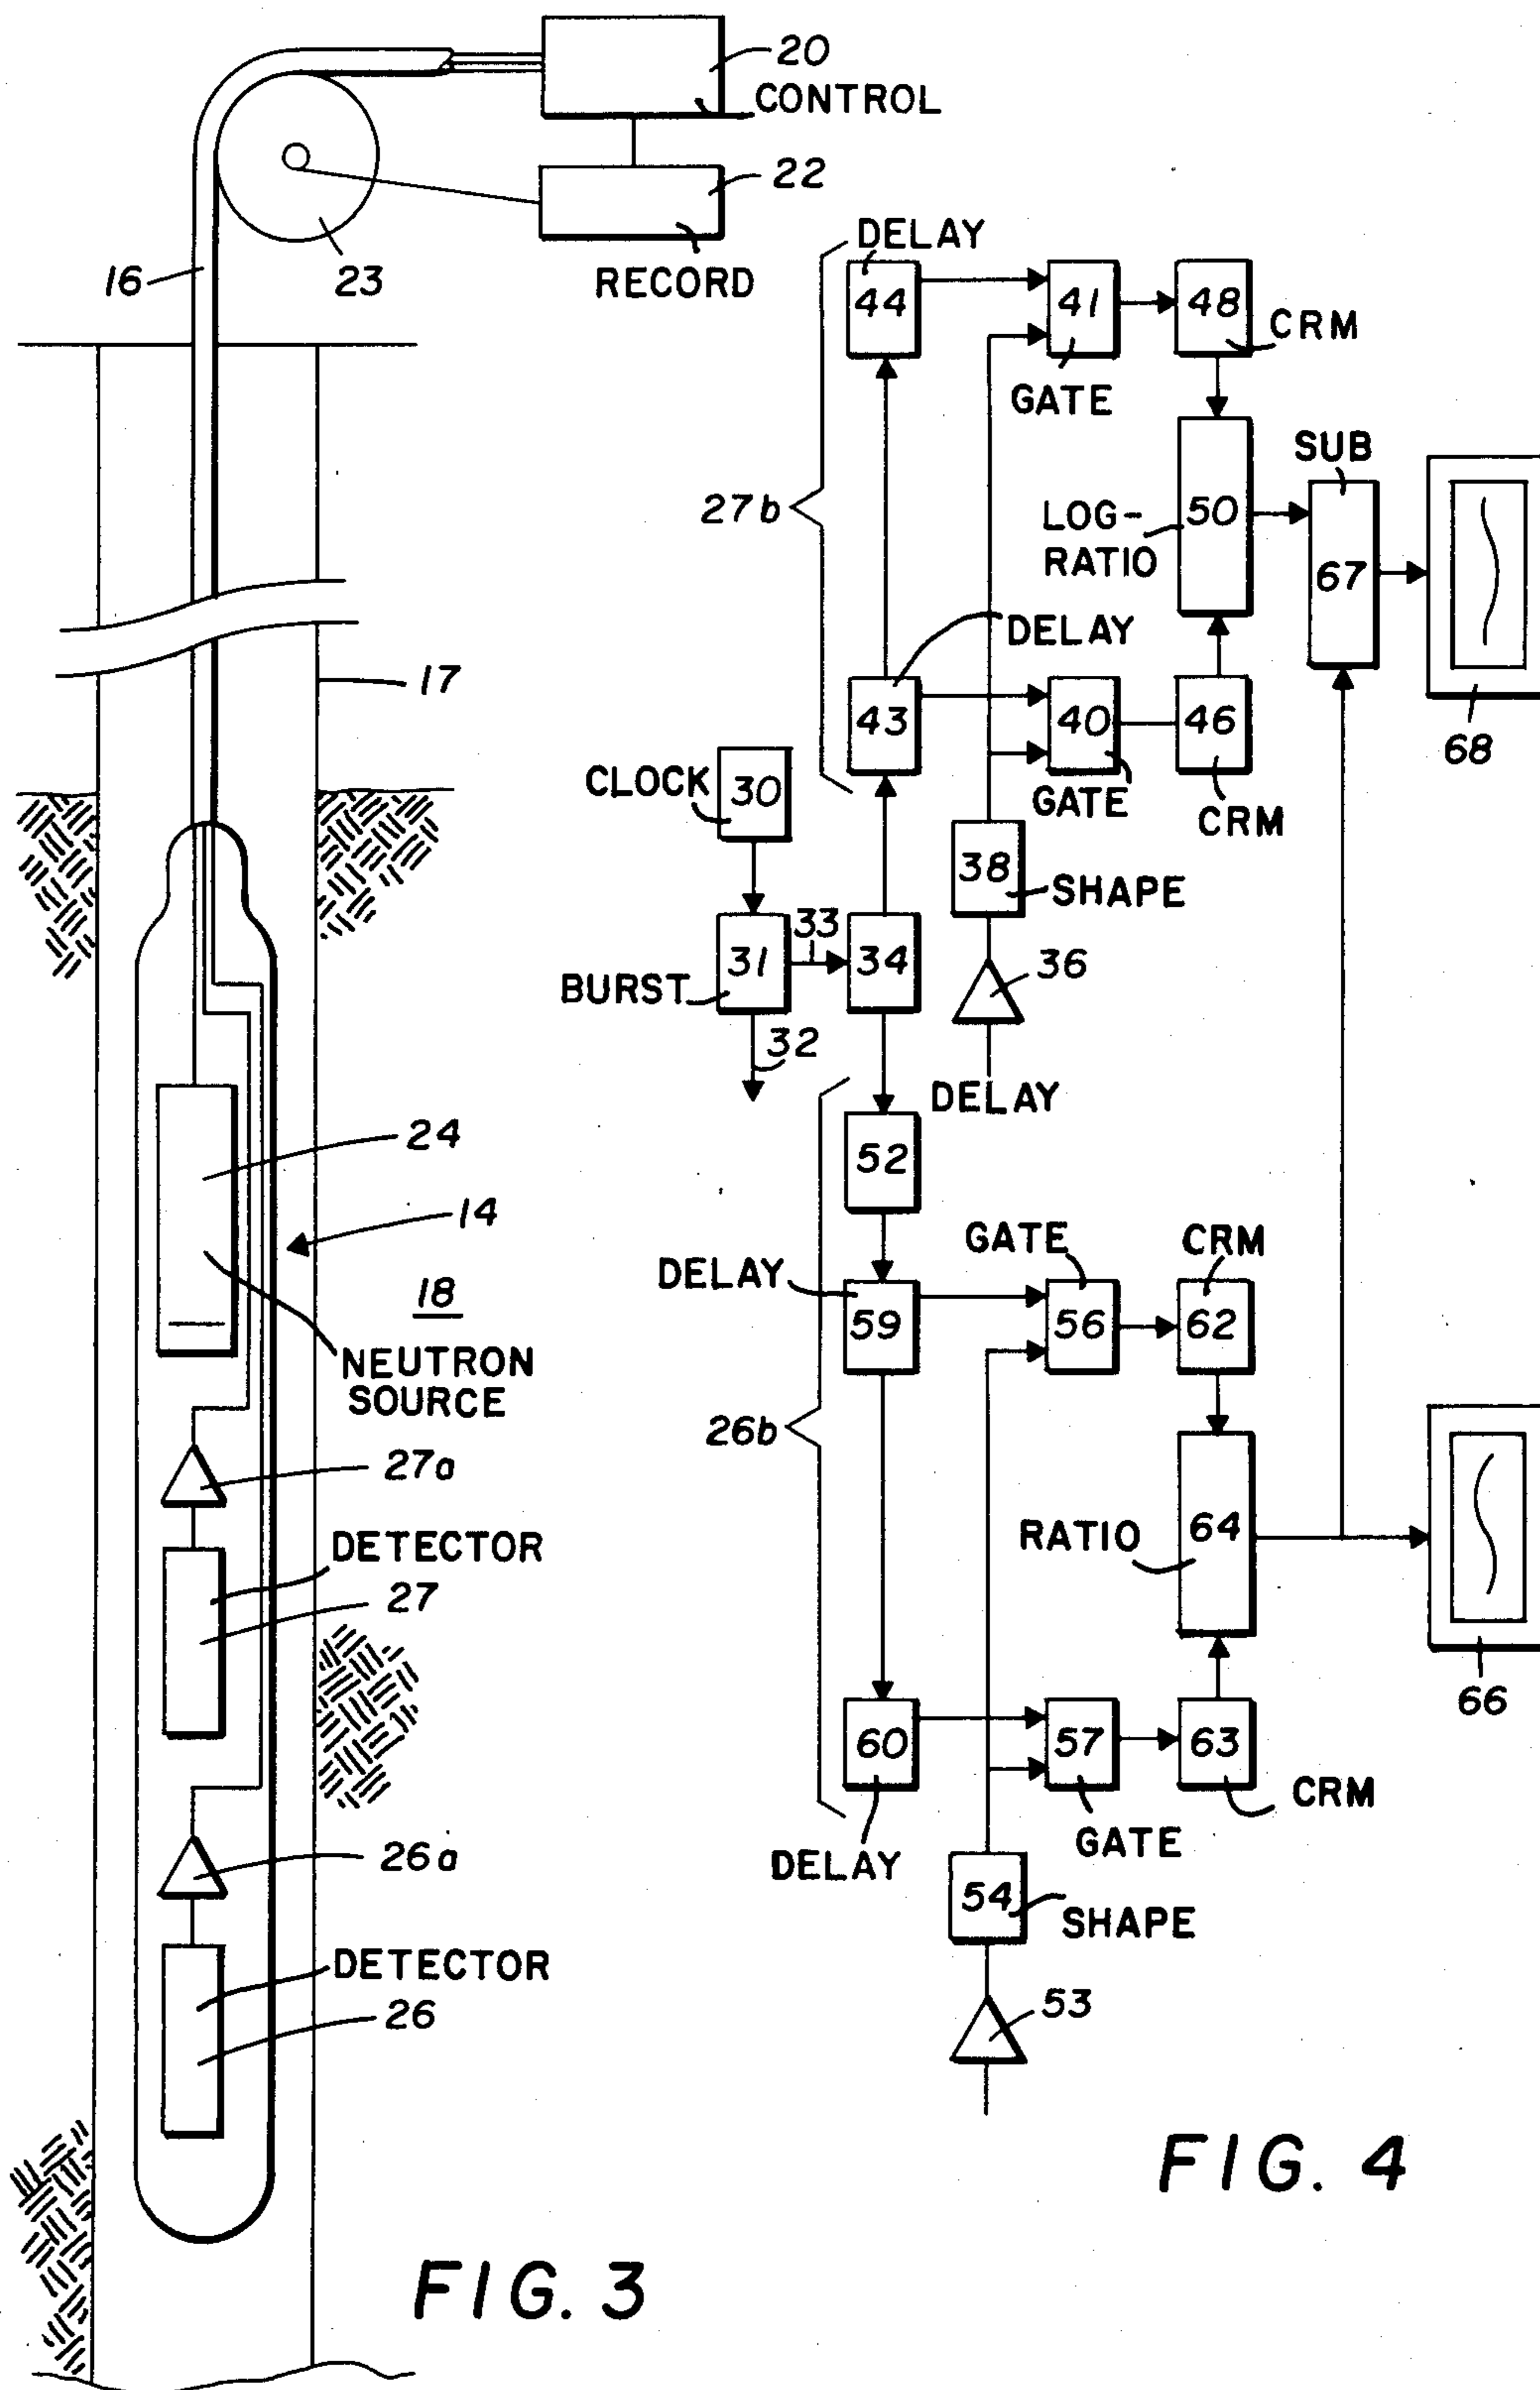 20
CONTROL
22
RECORD
23
16
17
24
14
18
NEUTRON
SOURCE
27a
DETECTOR
27
26a
DETECTOR
26
FIG. 3
DELAY
44
41
GATE
48
CRM
27b
LOG-
RATIO
50
SUB
67
68
DELAY
43
40
GATE
46
CRM
CLOCK
30
38
SHAPE
BURST
31
33
34
36
32
DELAY
52
DELAY
59
GATE
56
CRM
62
26b
RATIO
64
66
60
DELAY
57
GATE
63
CRM
54
SHAPE
53
FIG. 4